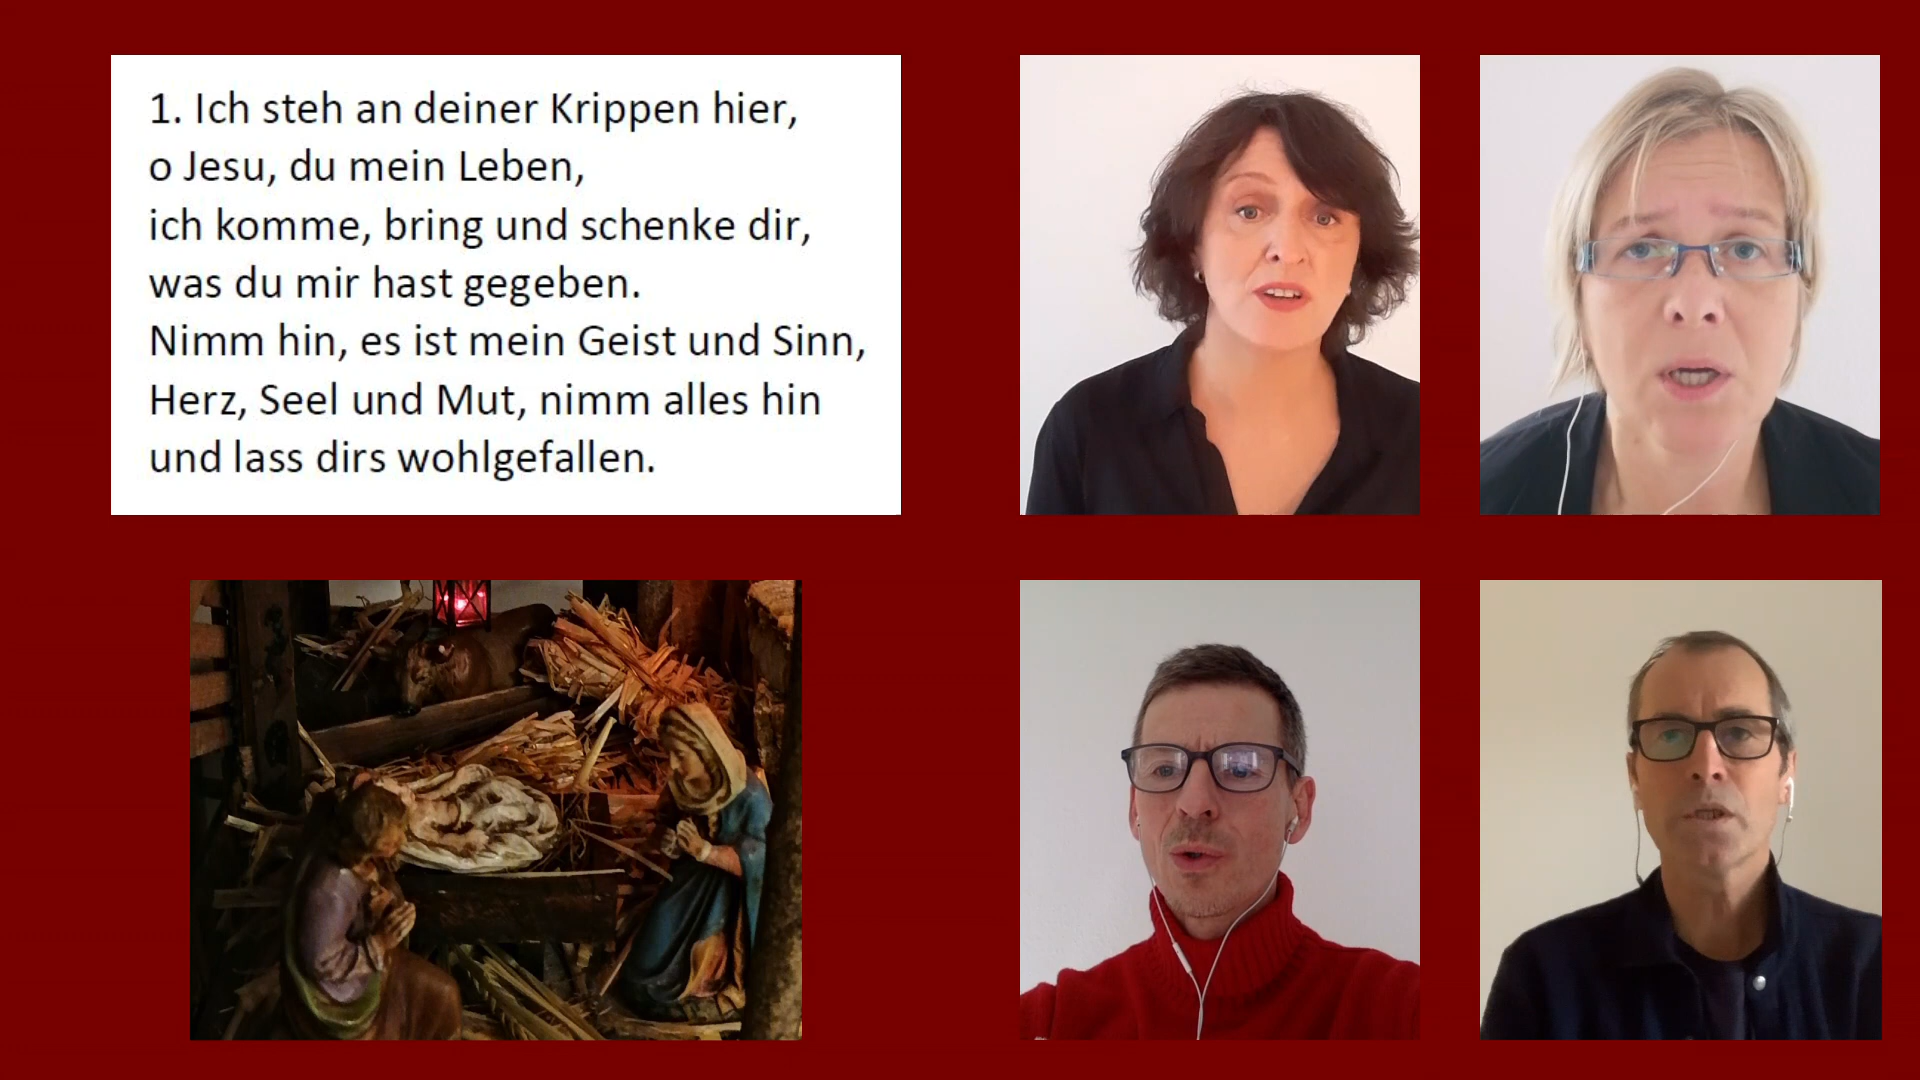 1. Ich steh an deiner Krippen hier,
o Jesu, du mein Leben,
ich komme, bring und schenke dir,
was du mir hast gegeben.
Nimm hin, es ist mein Geist und Sinn,
Herz, Seel und Mut, nimm alles hin
und lass dirs wohlgefallen.